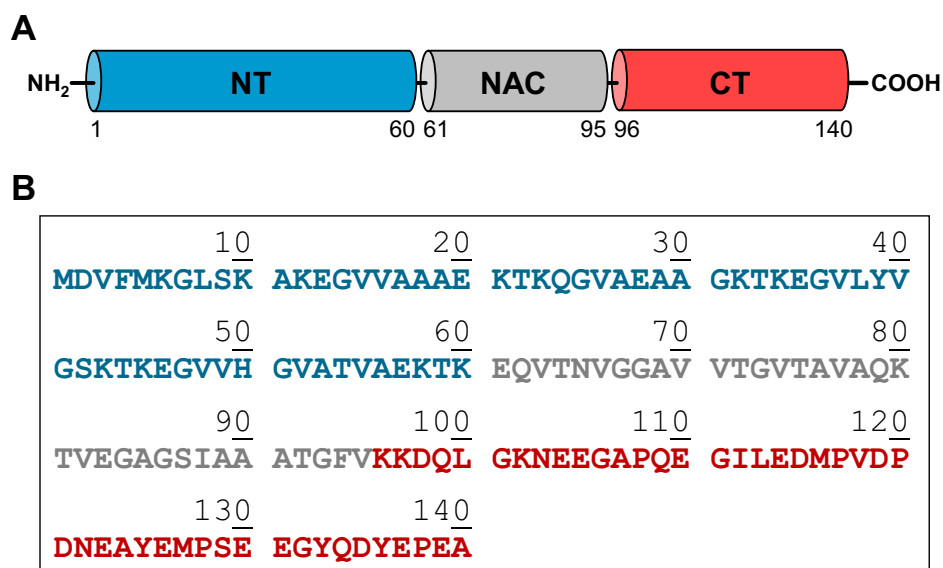 A
NH2 NT NAC CT COOH
1 60 61 95 96 140
B
10 20 30 40
MDVFMKGLSK AKEGVVAAAE KTKQGVAEAA GKTKEGVLYV
50 60 70 80
GSKTKEGVVH GVATVAEKTK EQVTNVGGAV VTGVTAVAQK
90 100 110 120
TVEGAGSIAA ATGFVKKDQL GKNEEGAPQE GILEDMPVDP
130 140
DNEAYEMPSE EGYQDYEPEA